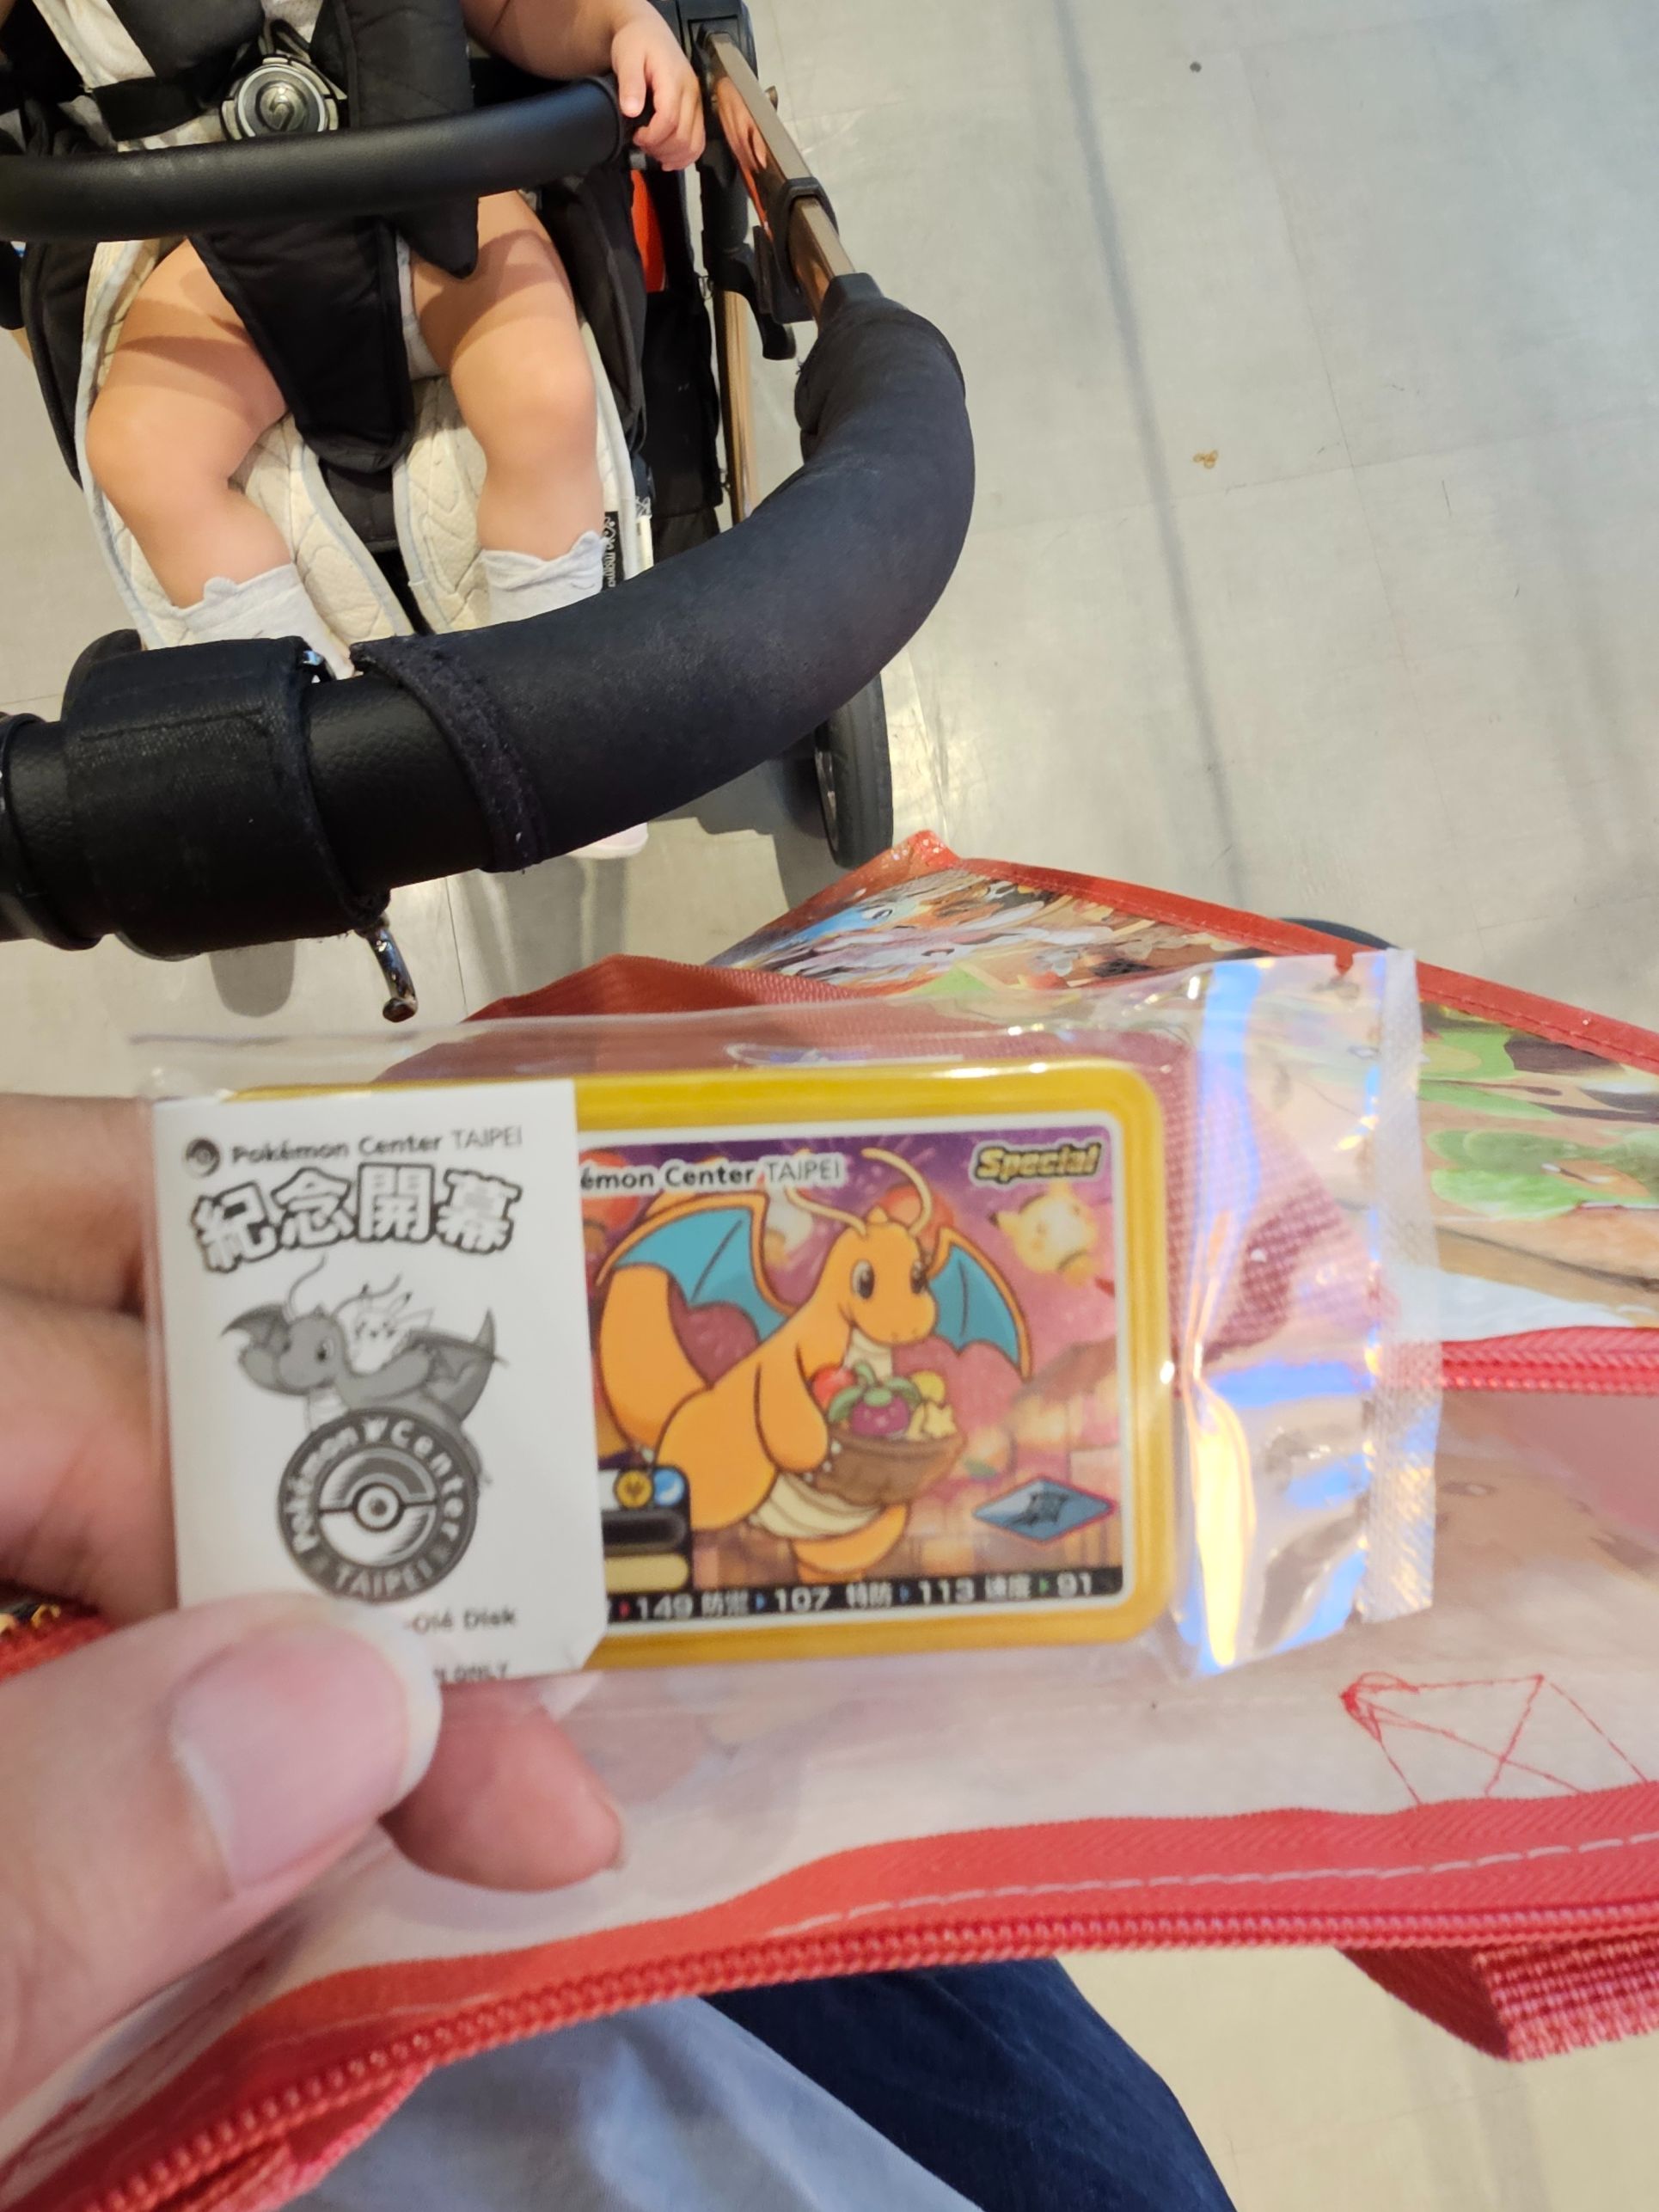 Pokémon Center TAIPEI
紀念開幕
Pokémon Center
TAIPEI
-Olé Disk
ONLY
émon Center TAIPEI
Special
149 防禦 107 特防 113 速度 91